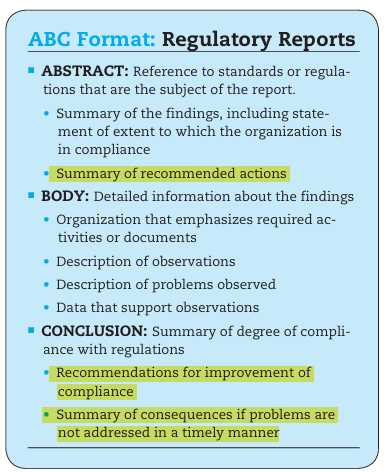 ABC Format: Regulatory Reports
■ ABSTRACT: Reference to standards or regula-
tions that are the subject of the report.
• Summary of the findings, including state-
ment of extent to which the organization is
in compliance
• Summary of recommended actions
■ BODY: Detailed information about the findings
• Organization that emphasizes required ac-
tivities or documents
• Description of observations
• Description of problems observed
• Data that support observations
■ CONCLUSION: Summary of degree of compli-
ance with regulations
• Recommendations for improvement of
compliance
• Summary of consequences if problems are
not addressed in a timely manner